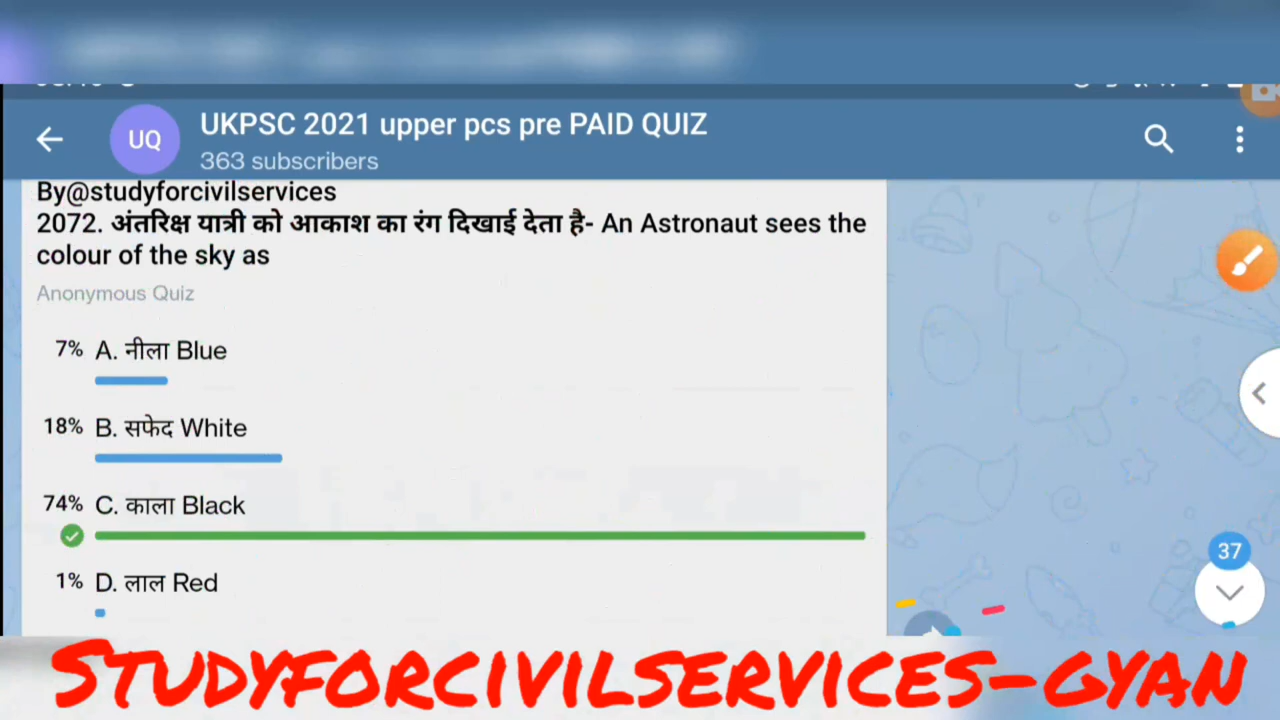 UKPSC 2021 upper pcs pre PAID QUIZ
UQ
363 subscribers
By@studyforcivilservices
2072. अंतरिक्ष यात्री को आकाश का रंग दिखाई देता है- An Astronaut sees the
colour of the sky as
Anonymous Quiz
7% A. नीला Blue
18% B. सफेद White
74% C. काला Black
1% D. लाल Red
37
STUDYFORCIVILSERVICES-GYAN